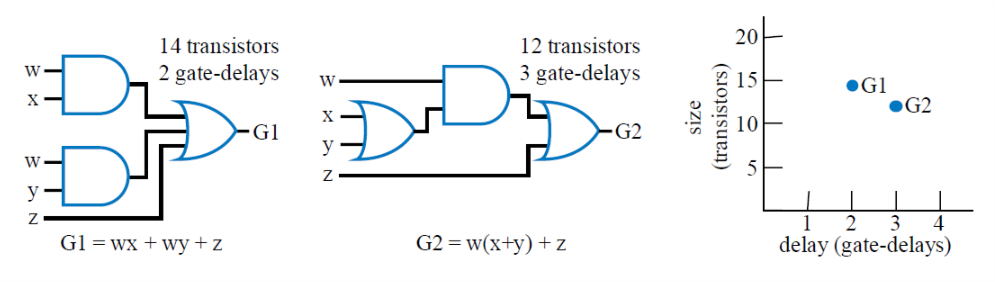 14 transistors
2 gate-delays
w
x
w
y
z
G1
G1 = wx + wy + z
12 transistors
3 gate-delays
w
x
y
z
G2
G2 = w(x+y) + z
size
(transistors)
20
15
10
5
G1
G2
1 2 3 4
delay (gate-delays)